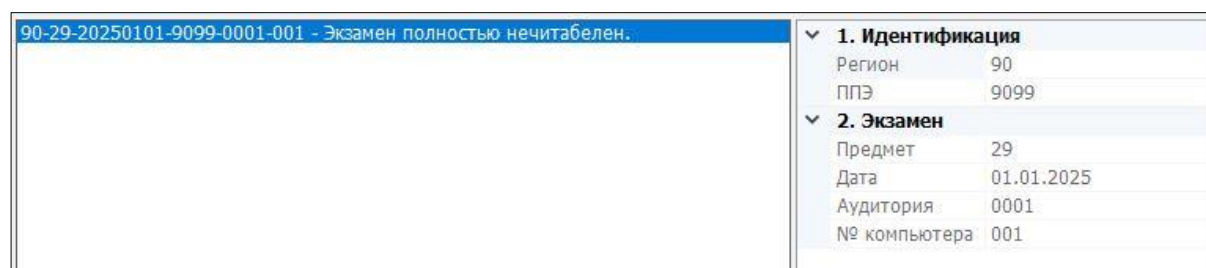 90-29-20250101-9099-0001-001 - Экзамен полностью нечитабелен.
1. Идентификация
Регион 90
ППЭ 9099
2. Экзамен
Предмет 29
Дата 01.01.2025
Аудитория 0001
№ компьютера 001